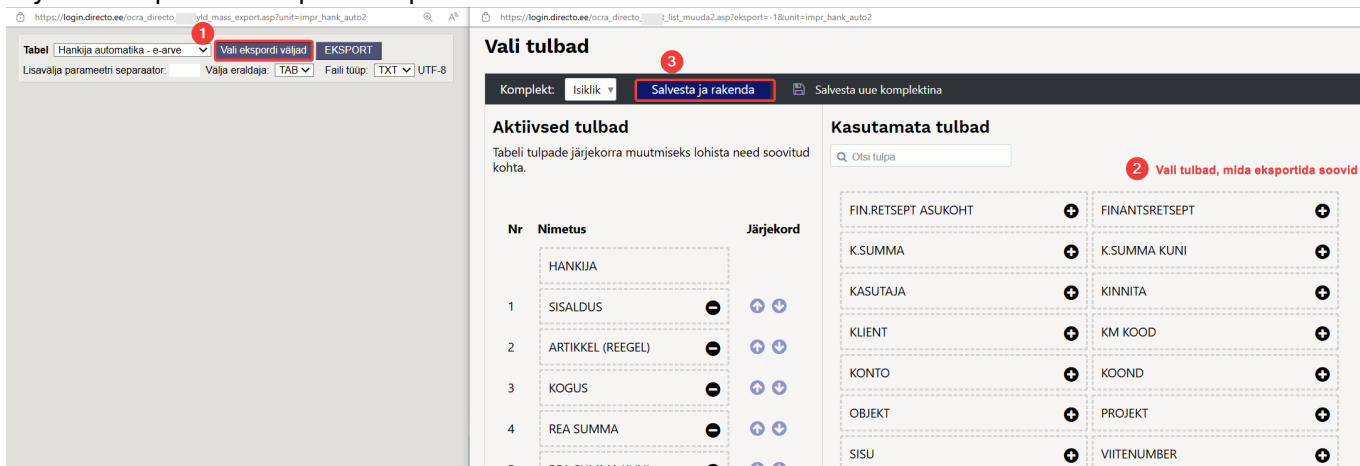 https://login.directo.ee/ocra_directo_ yld_mass_export.asp?unit=impr_hank_auto2
1
Tabel Hankija automatika - e-arve Vali ekspordi väljad EKSPORT
Lisavälja parameetri separaator: Välja eraldaja: TAB Faili tüüp: TXT UTF-8
https://login.directo.ee/ocra_directo_ t_list_muuda2.asp?eksport=-1&unit=impr_hank_auto2
Vali tulbad
3
Komplekt: Isiklik Salvesta ja rakenda Salvesta uue komplektina
Aktiivsed tulbad
Tabeli tulpade järjekorra muutmiseks lohista need soovitud
kohta.
Nr Nimetus Järjekord
HANKIJA
1 SISALDUS
2 ARTIKKEL (REEGEL)
3 KOGUS
4 REA SUMMA
Kasutamata tulbad
Otsi tulpa
2 Vali tulbad, mida eksportida soovid
FIN.RETSEPT ASUKOHT FINANTSRETSEPT
K.SUMMA K.SUMMA KUNI
KASUTAJA KINNITA
KLIENT KM KOOD
KONTO KOOND
OBJEKT PROJEKT
SISU VIITENUMBER